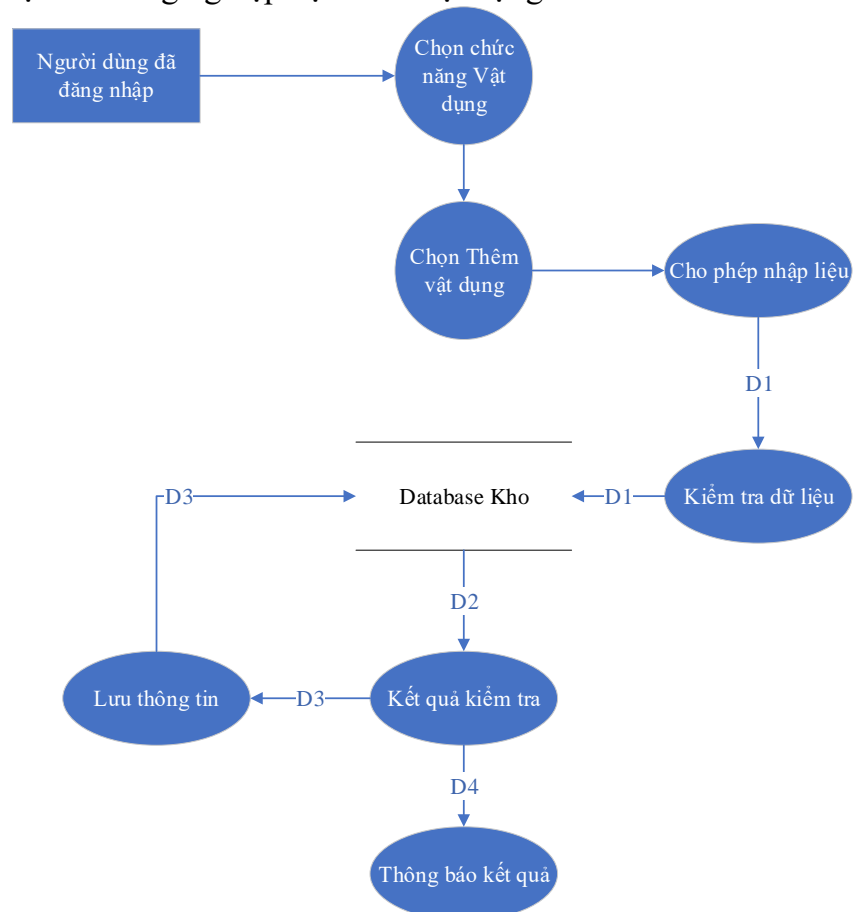 Người dùng đã
đăng nhập
Chọn chức
năng Vật
dụng
Chọn Thêm
vật dụng
Cho phép nhập liệu
D1
Kiểm tra dữ liệu
D1
Database Kho
D3
D2
Kết quả kiểm tra
D3
Lưu thông tin
D4
Thông báo kết quả